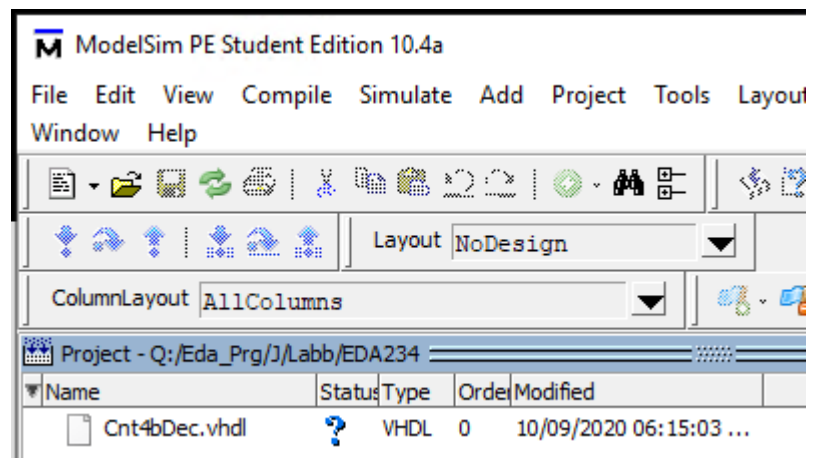 ModelSim PE Student Edition 10.4a
File Edit View Compile Simulate Add Project Tools Layout
Window Help
Layout NoDesign
ColumnLayout AllColumns
Project - Q:/Eda_Prg/J/Labb/EDA234
Name Status Type Order Modified
Cnt4bDec.vhdl ? VHDL 0 10/09/2020 06:15:03 ...